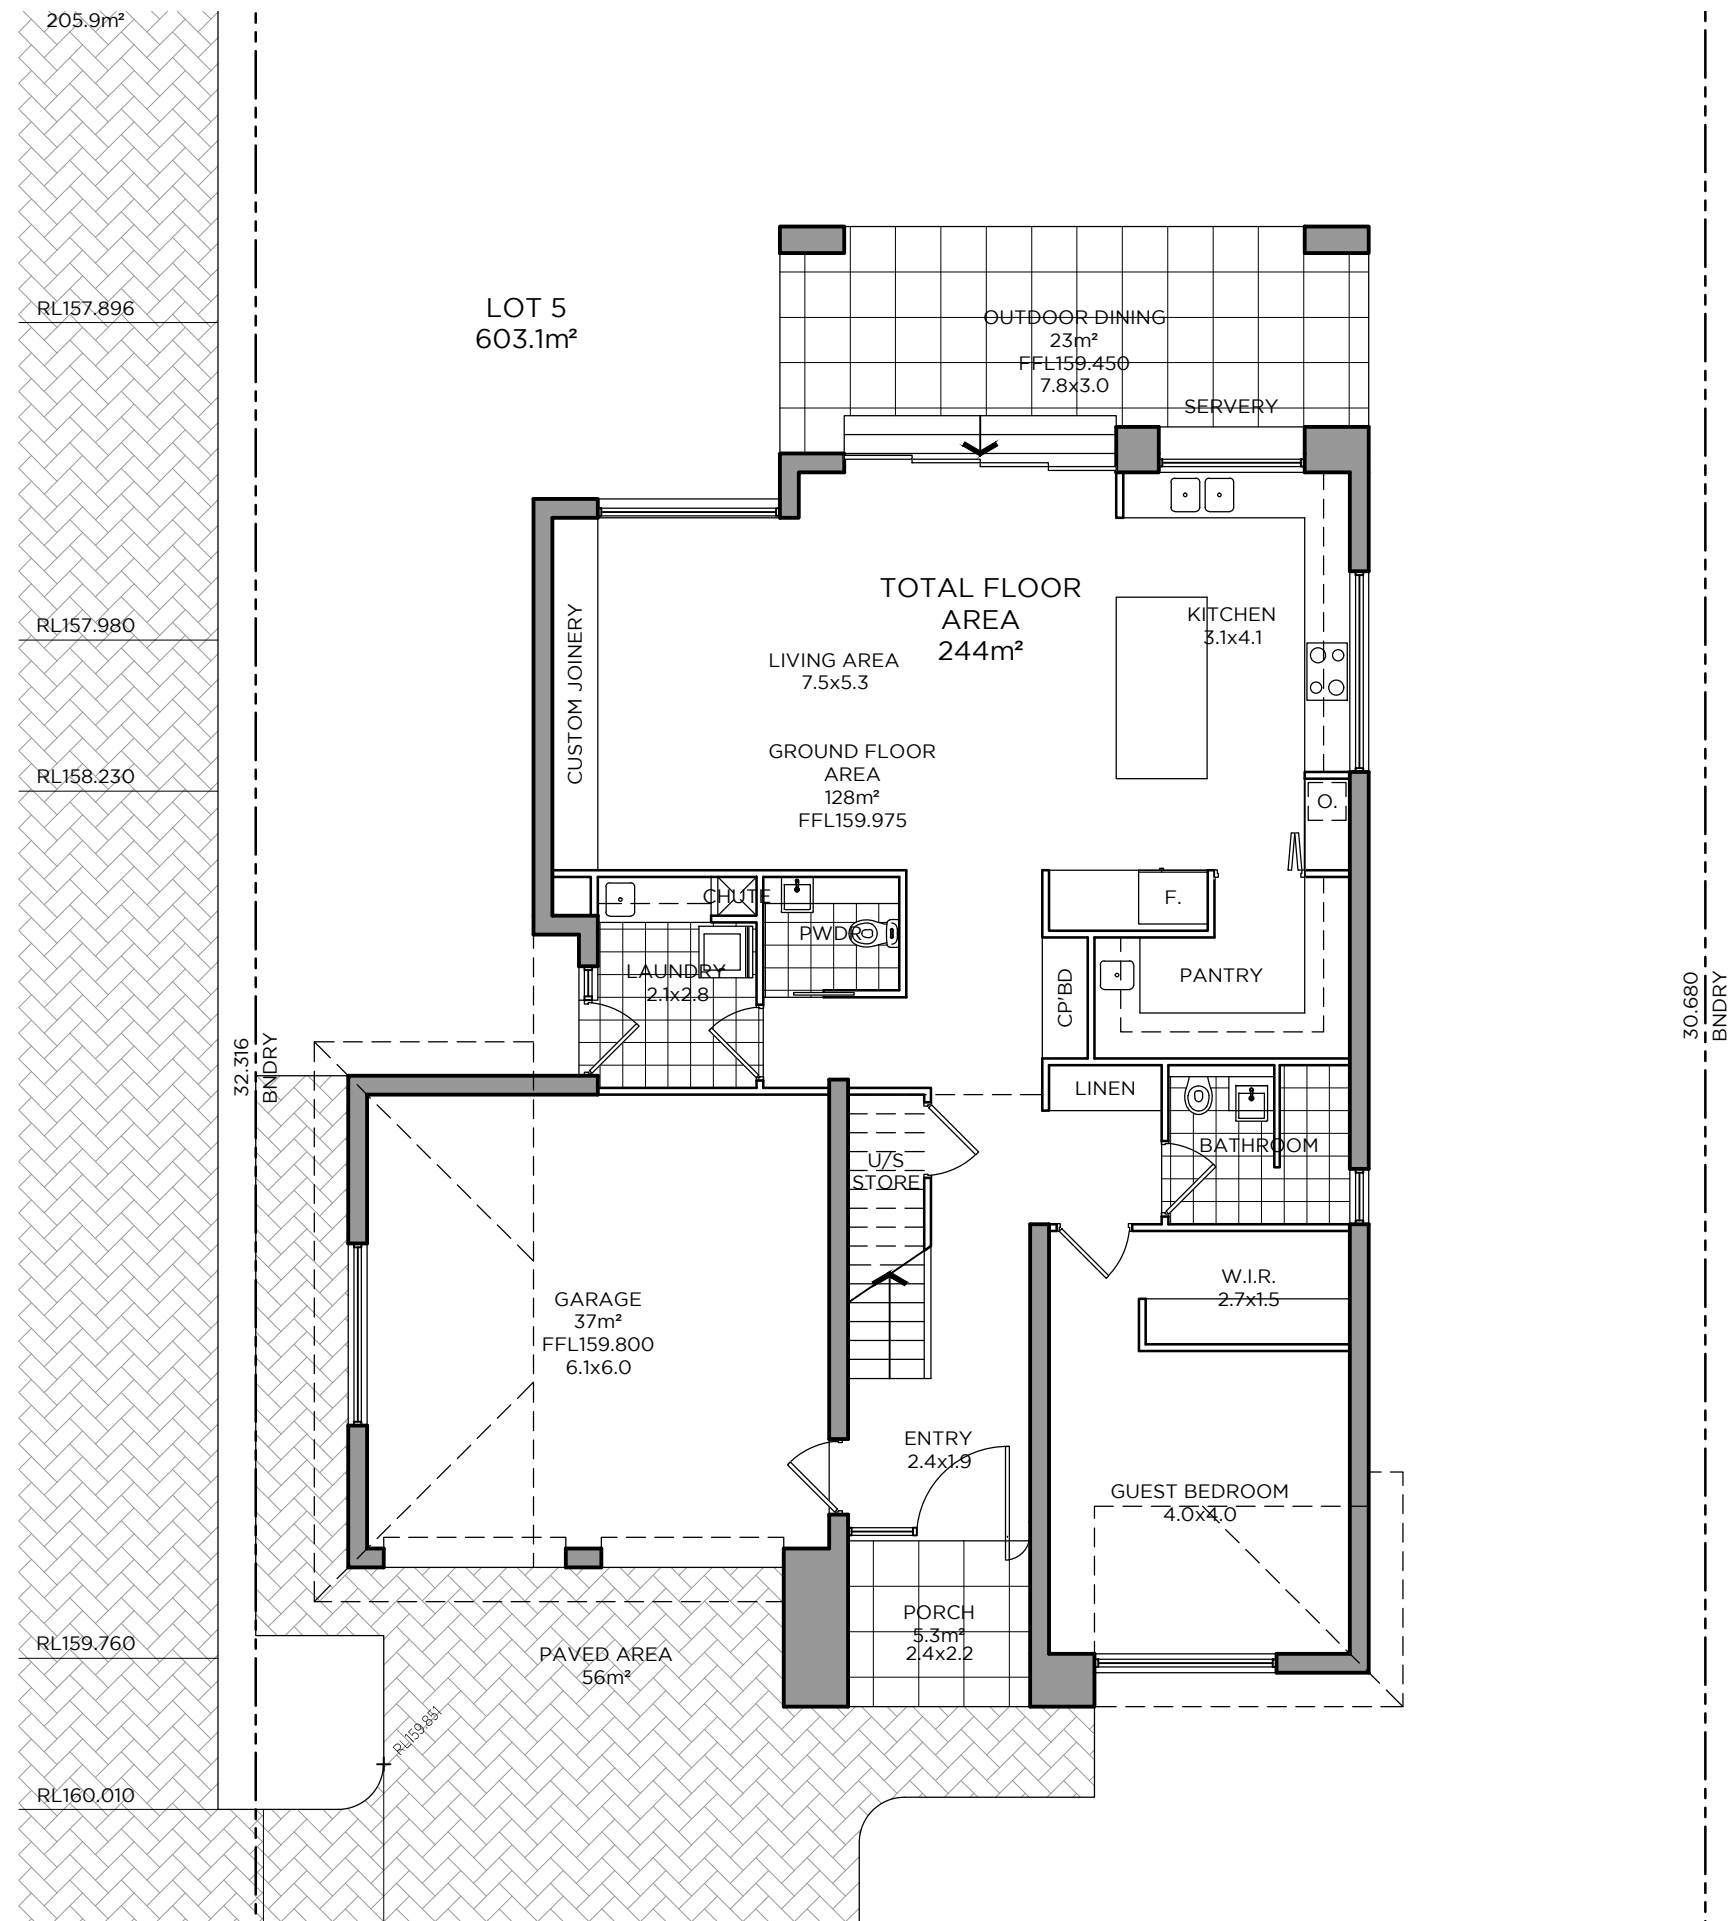 205.9m²
LOT 5
603.1m²
RL157.896
OUTDOOR DINING
23m²
FFL159.450
7.8x3.0
SERVERY
TOTAL FLOOR
AREA
244m²
RL157.980
CUSTOM JOINERY
KITCHEN
3.1x4.1
LIVING AREA
7.5x5.3
GROUND FLOOR
AREA
128m²
FFL159.975
RL158.230
O.
CHUTE
F.
PWDR
LAUNDRY
2.1x2.8
CP'BD
PANTRY
32.316
BNDRY
30.680
BNDRY
LINEN
BATHROOM
U/S
STORE
W.I.R.
2.7x1.5
GARAGE
37m²
FFL159.800
6.1x6.0
ENTRY
2.4x1.9
GUEST BEDROOM
4.0x4.0
PORCH
5.3m²
2.4x2.2
RL159.760
PAVED AREA
56m²
RL159.851
RL160.010